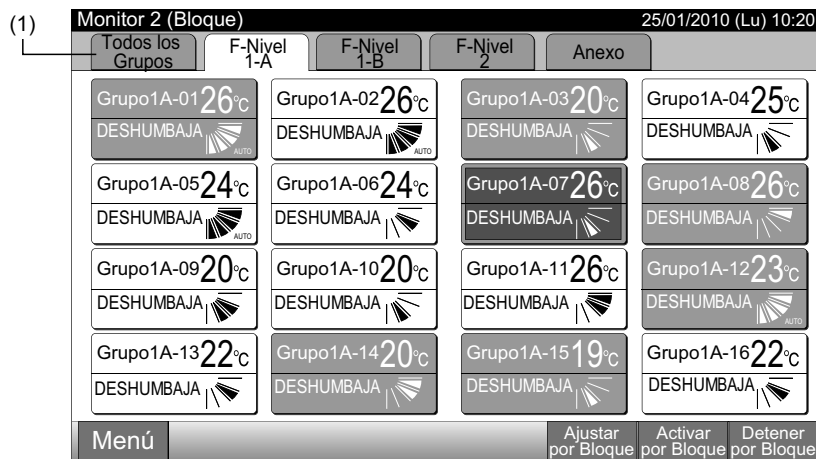 (1)
Monitor 2 (Bloque) 25/01/2010 (Lu) 10:20
Todos los Grupos F-Nivel 1-A F-Nivel 1-B F-Nivel 2 Anexo
Grupo1A-01 26°C Grupo1A-02 26°C Grupo1A-03 20°C Grupo1A-04 25°C
DESHUMBAJA AUTO DESHUMBAJA AUTO DESHUMBAJA DESHUMBAJA
Grupo1A-05 24°C Grupo1A-06 24°C Grupo1A-07 26°C Grupo1A-08 26°C
DESHUMBAJA AUTO DESHUMBAJA DESHUMBAJA DESHUMBAJA
Grupo1A-09 20°C Grupo1A-10 20°C Grupo1A-11 26°C Grupo1A-12 23°C
DESHUMBAJA DESHUMBAJA DESHUMBAJA DESHUMBAJA AUTO
Grupo1A-13 22°C Grupo1A-14 20°C Grupo1A-15 19°C Grupo1A-16 22°C
DESHUMBAJA DESHUMBAJA DESHUMBAJA DESHUMBAJA
Menú Ajustar por Bloque Activar por Bloque Detener por Bloque